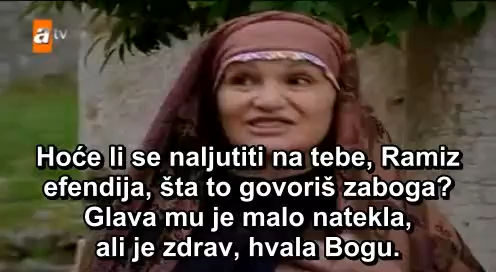 atv
Hoće li se naljutiti na tebe, Ramiz
efendija, šta to govoriš zaboga?
Glava mu je malo natekla,
ali je zdrav, hvala Bogu.